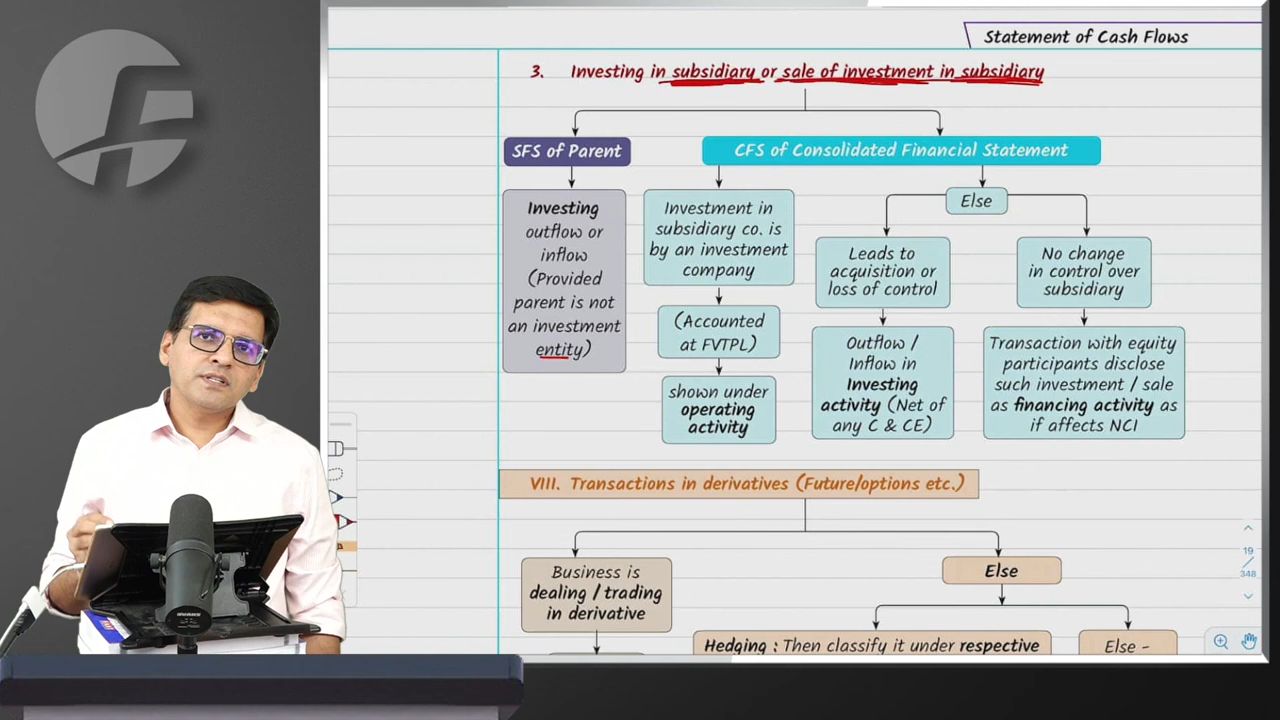 Statement of Cash Flows
3. Investing in subsidiary or sale of investment in subsidiary
SFS of Parent
CFS of Consolidated Financial Statement
Investing
outflow or
inflow
(Provided
parent is not
an investment
entity)
Investment in
subsidiary co. is
by an investment
company
(Accounted
at FVTPL)
shown under
operating
activity
Else
Leads to
acquisition or
loss of control
Outflow /
Inflow in
Investing
activity (Net of
any C & CE)
No change
in control over
subsidiary
Transaction with equity
participants disclose
such investment / sale
as financing activity as
if affects NCI
VIII. Transactions in derivatives (Future/options etc.)
Business is
dealing / trading
in derivative
Else
Hedging : Then classify it under respective
Else -
19
/
348